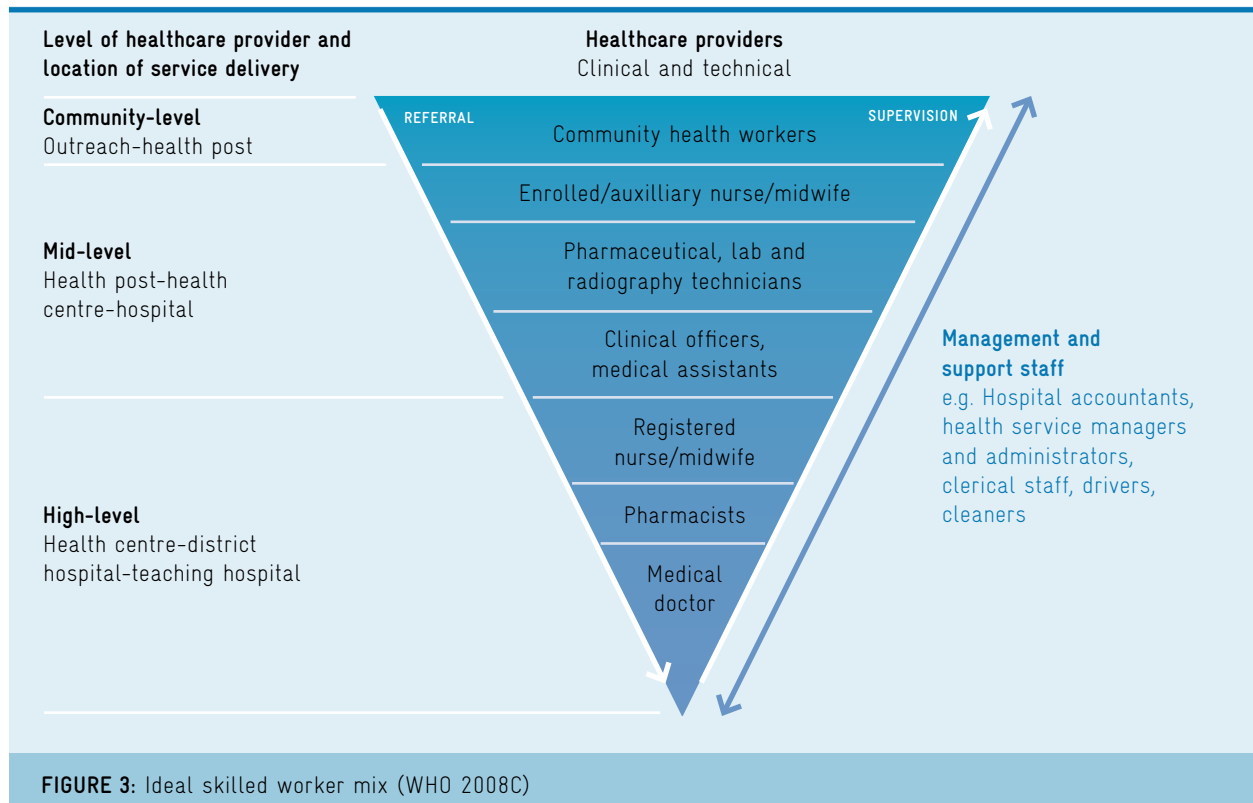 Level of healthcare provider and
location of service delivery
Healthcare providers
Clinical and technical
Community-level
Outreach-health post
REFERRAL
SUPERVISION
Community health workers
Enrolled/auxilliary nurse/midwife
Mid-level
Health post-health
centre-hospital
Pharmaceutical, lab and
radiography technicians
Clinical officers,
medical assistants
Management and
support staff
e.g. Hospital accountants,
health service managers
and administrators,
clerical staff, drivers,
cleaners
Registered
nurse/midwife
High-level
Health centre-district
hospital-teaching hospital
Pharmacists
Medical
doctor
FIGURE 3: Ideal skilled worker mix (WHO 2008C)